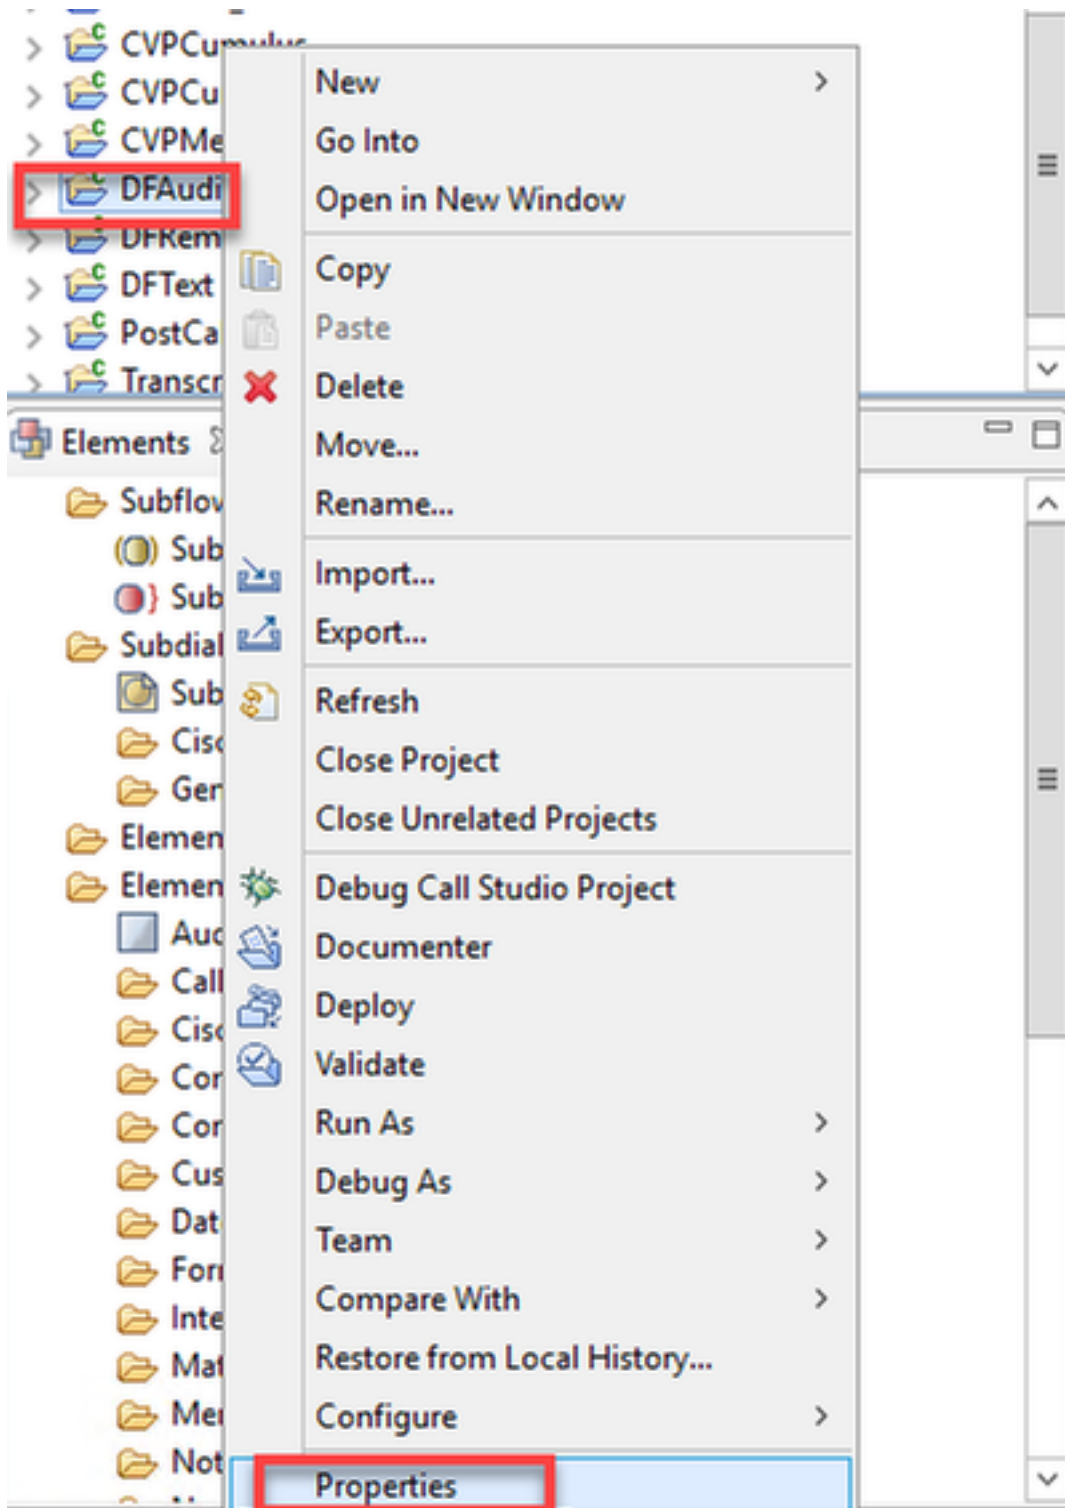 CVPCumulus
CVPCu
CVPMe
DFAudi
DFRem
DFText
PostCa
Transcr
New
Go Into
Open in New Window
Copy
Paste
Delete
Move...
Rename...
Import...
Export...
Refresh
Close Project
Close Unrelated Projects
Debug Call Studio Project
Documenter
Deploy
Validate
Run As
Debug As
Team
Compare With
Restore from Local History...
Configure
Properties
Elements
Subflov
Sub
Sub
Subdial
Sub
Cisc
Ger
Elemen
Elemen
Auc
Call
Cisc
Cor
Cor
Cus
Dat
Forr
Inte
Mat
Mer
Not